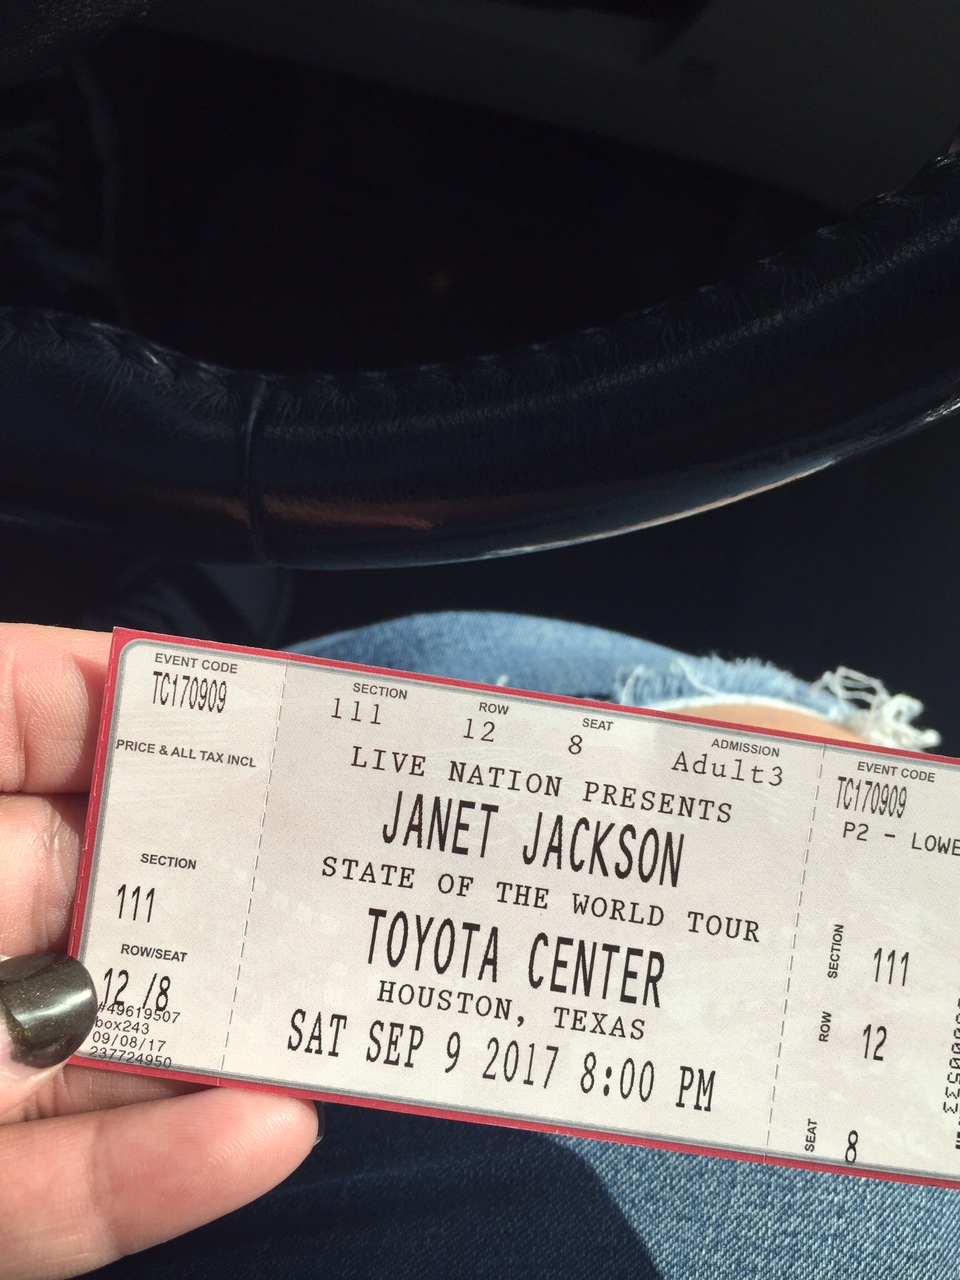 EVENT CODE
TC170909
PRICE & ALL TAX INCL
SECTION
111
ROW/SEAT
12 /8
#49619507
box243
09/08/17
237724950
SECTION ROW SEAT ADMISSION
111 12 8 Adult3
LIVE NATION PRESENTS
JANET JACKSON
STATE OF THE WORLD TOUR
TOYOTA CENTER
HOUSTON, TEXAS
SAT SEP 9 2017 8:00 PM
EVENT CODE
TC170909
P2 - LOWE
SECTION 111
ROW 12
SEAT 8